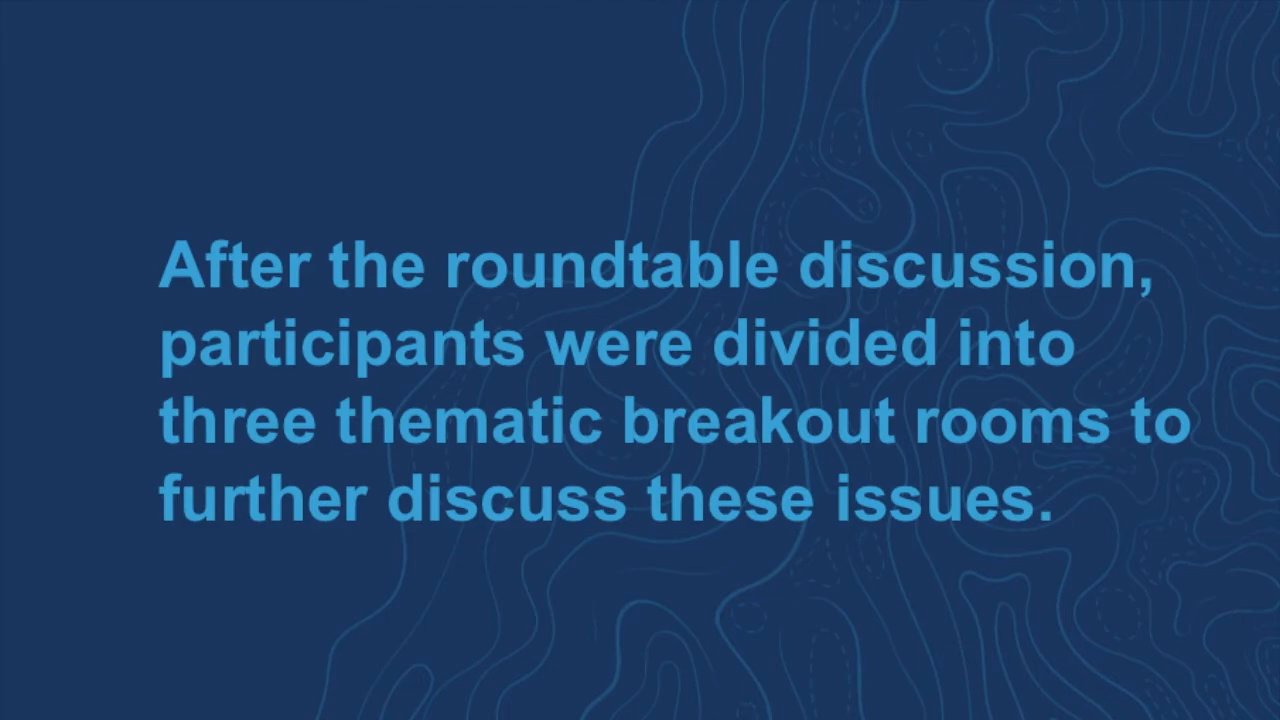 After the roundtable discussion,
participants were divided into
three thematic breakout rooms to
further discuss these issues.